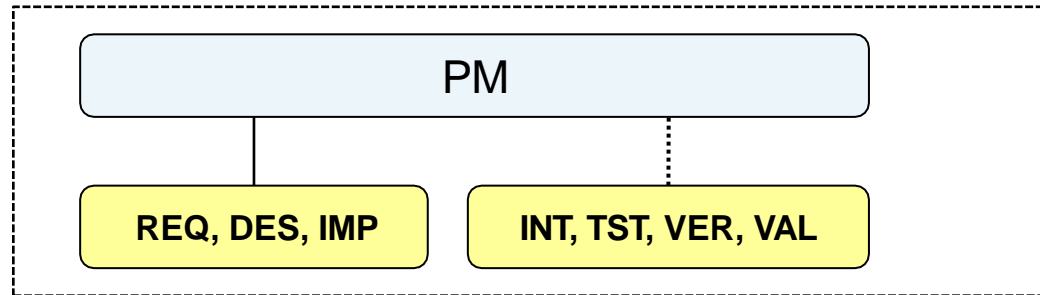 PM
REQ, DES, IMP
INT, TST, VER, VAL